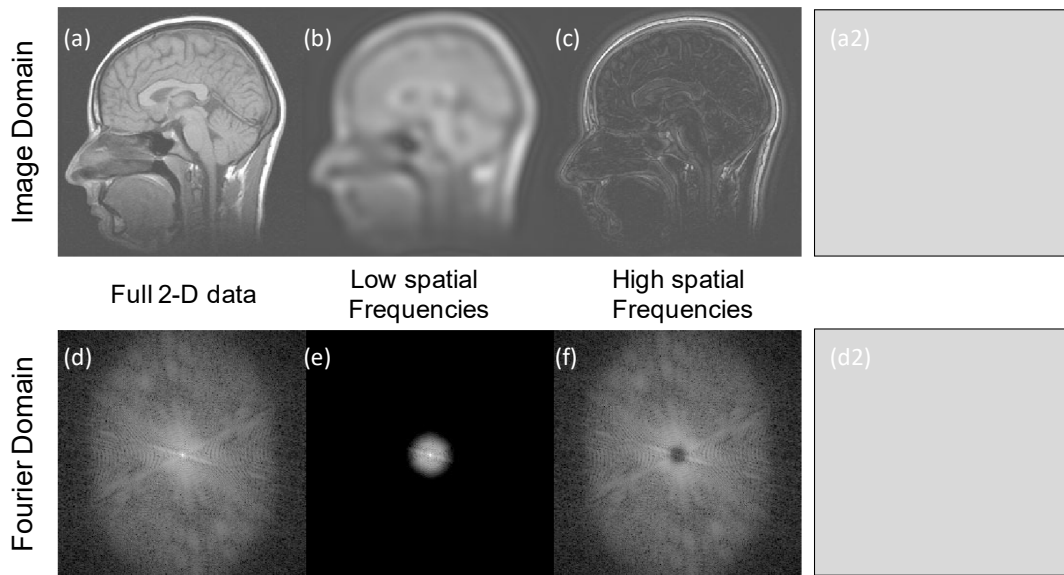 Image Domain
(a)
(b)
(c)
(a2)
Full 2-D data
Low spatial
Frequencies
High spatial
Frequencies
Fourier Domain
(d)
(e)
(f)
(d2)